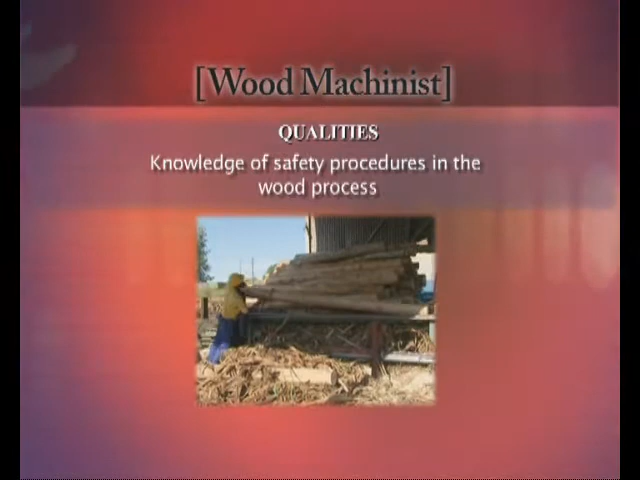 [Wood Machinist]
QUALITIES
Knowledge of safety procedures in the
wood process